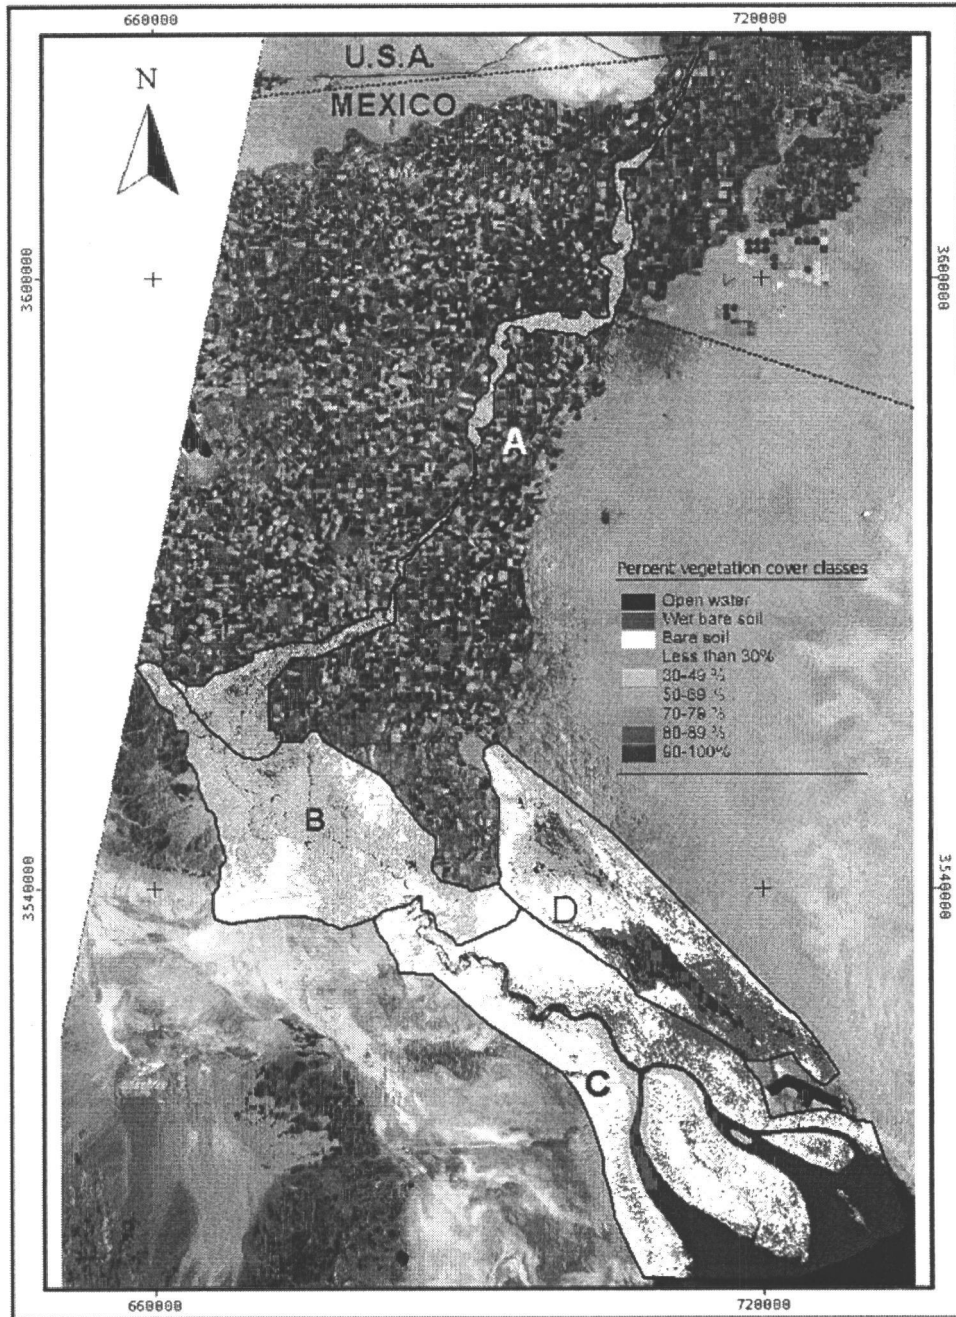 660000 720000
U.S.A.
MEXICO
N
3600000 3600000
A
Percent vegetation cover classes
Open water
Wet bare soil
Bare soil
Less than 30%
30-49 %
50-69 %
70-79 %
80-89 %
90-100%
B
3540000 3540000
D
C
660000 720000